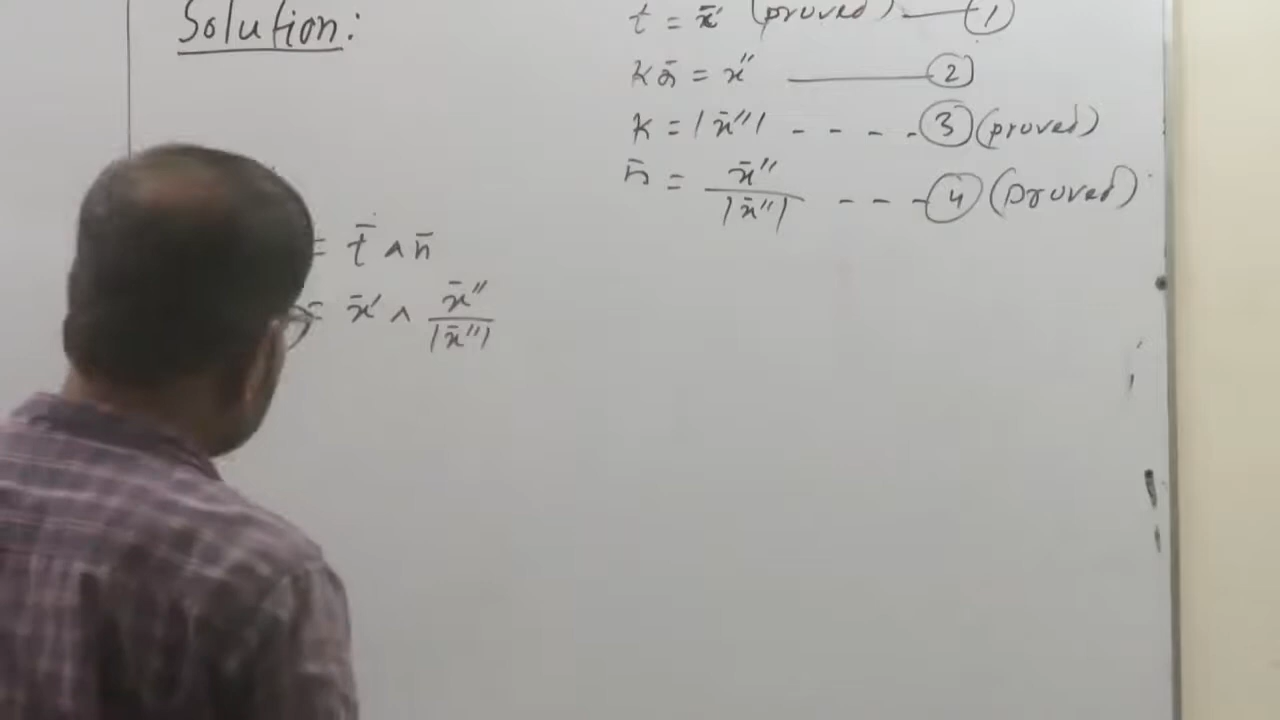 Solution:
t = x̄′ (proved) —— ①
k n̄ = x″ —— ②
k = |x̄″| - - - - ③ (proved)
n̄ = x̄″ / |x̄″| - - - ④ (proved)
= t̄ ∧ n̄
= x̄′ ∧ x̄″ / |x̄″|